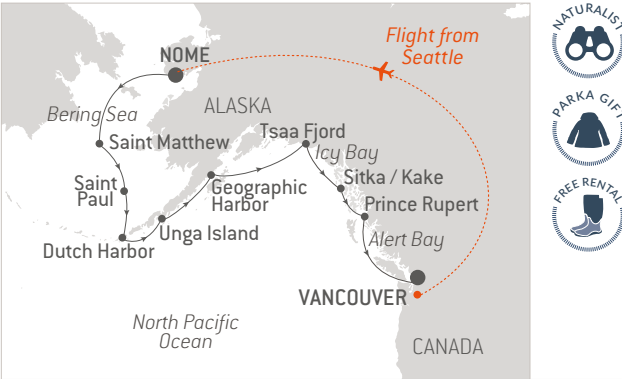 Flight from
Seattle
NOME
Bering Sea
ALASKA
Saint Matthew
Tsaa Fjord
Icy Bay
Saint
Paul
Geographic
Harbor
Sitka / Kake
Prince Rupert
Dutch Harbor
Unga Island
Alert Bay
VANCOUVER
North Pacific
Ocean
CANADA
NATURALIST
PARKA GIFT
FREE RENTAL